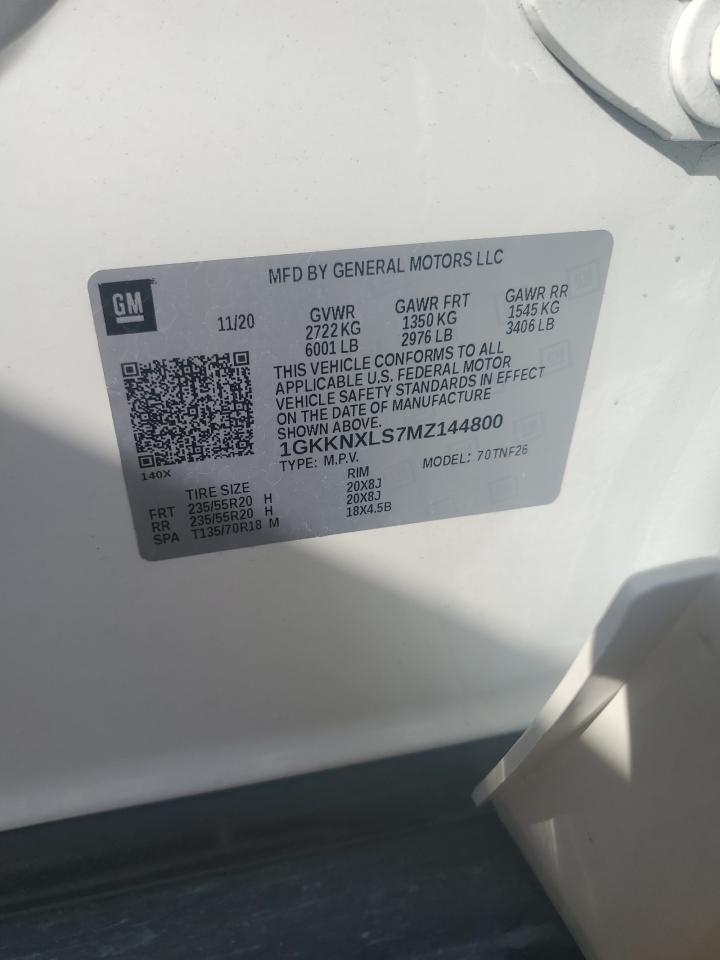 MFD BY GENERAL MOTORS LLC
GM
11/20
GVWR GAWR FRT GAWR RR
2722 KG 1350 KG 1545 KG
6001 LB 2976 LB 3406 LB
THIS VEHICLE CONFORMS TO ALL
APPLICABLE U.S. FEDERAL MOTOR
VEHICLE SAFETY STANDARDS IN EFFECT
ON THE DATE OF MANUFACTURE
SHOWN ABOVE.
1GKKNXLS7MZ144800
TYPE: M.P.V. MODEL: 70TNF26
140X
TIRE SIZE RIM
FRT 235/55R20 H 20X8J
RR 235/55R20 H 20X8J
SPA T135/70R18 M 18X4.5B